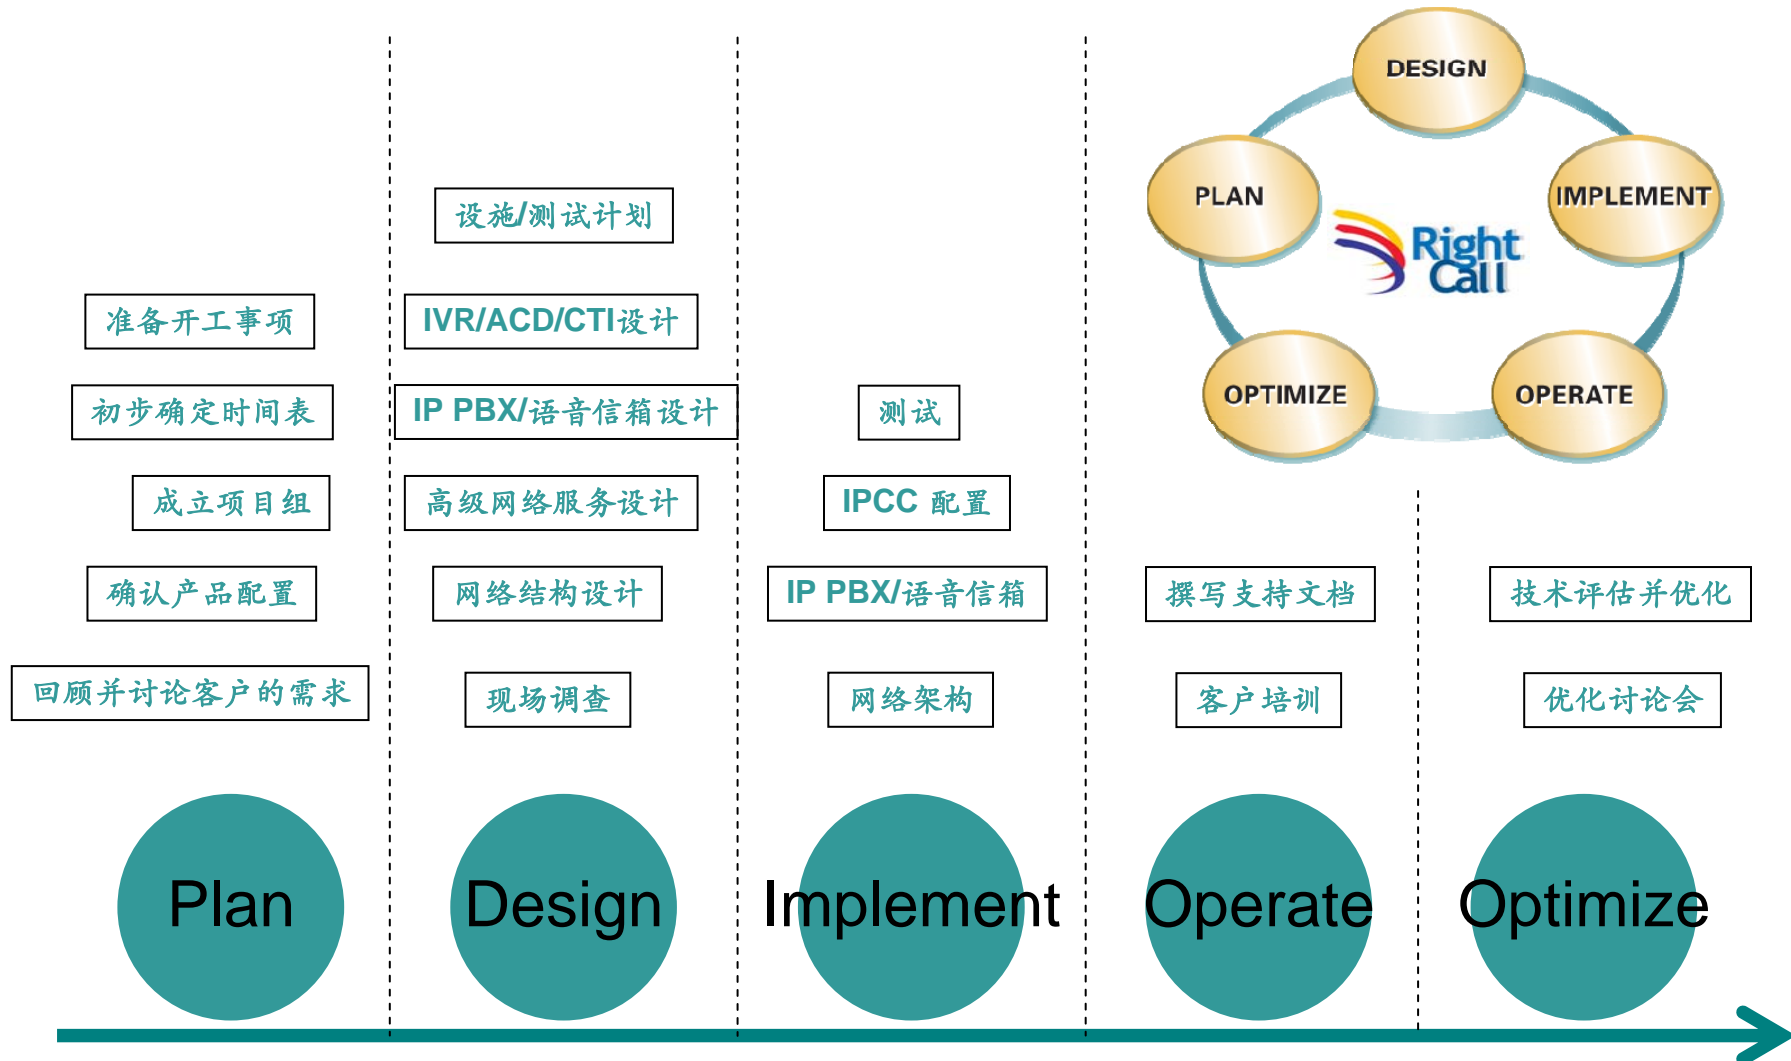 DESIGN
PLAN
IMPLEMENT
Right
Call
OPTIMIZE
OPERATE
设施/测试计划
准备开工事项
IVR/ACD/CTI设计
初步确定时间表
IP PBX/语音信箱设计
测试
成立项目组
高级网络服务设计
IPCC 配置
确认产品配置
网络结构设计
IP PBX/语音信箱
撰写支持文档
技术评估并优化
回顾并讨论客户的需求
现场调查
网络架构
客户培训
优化讨论会
Plan
Design
Implement
Operate
Optimize